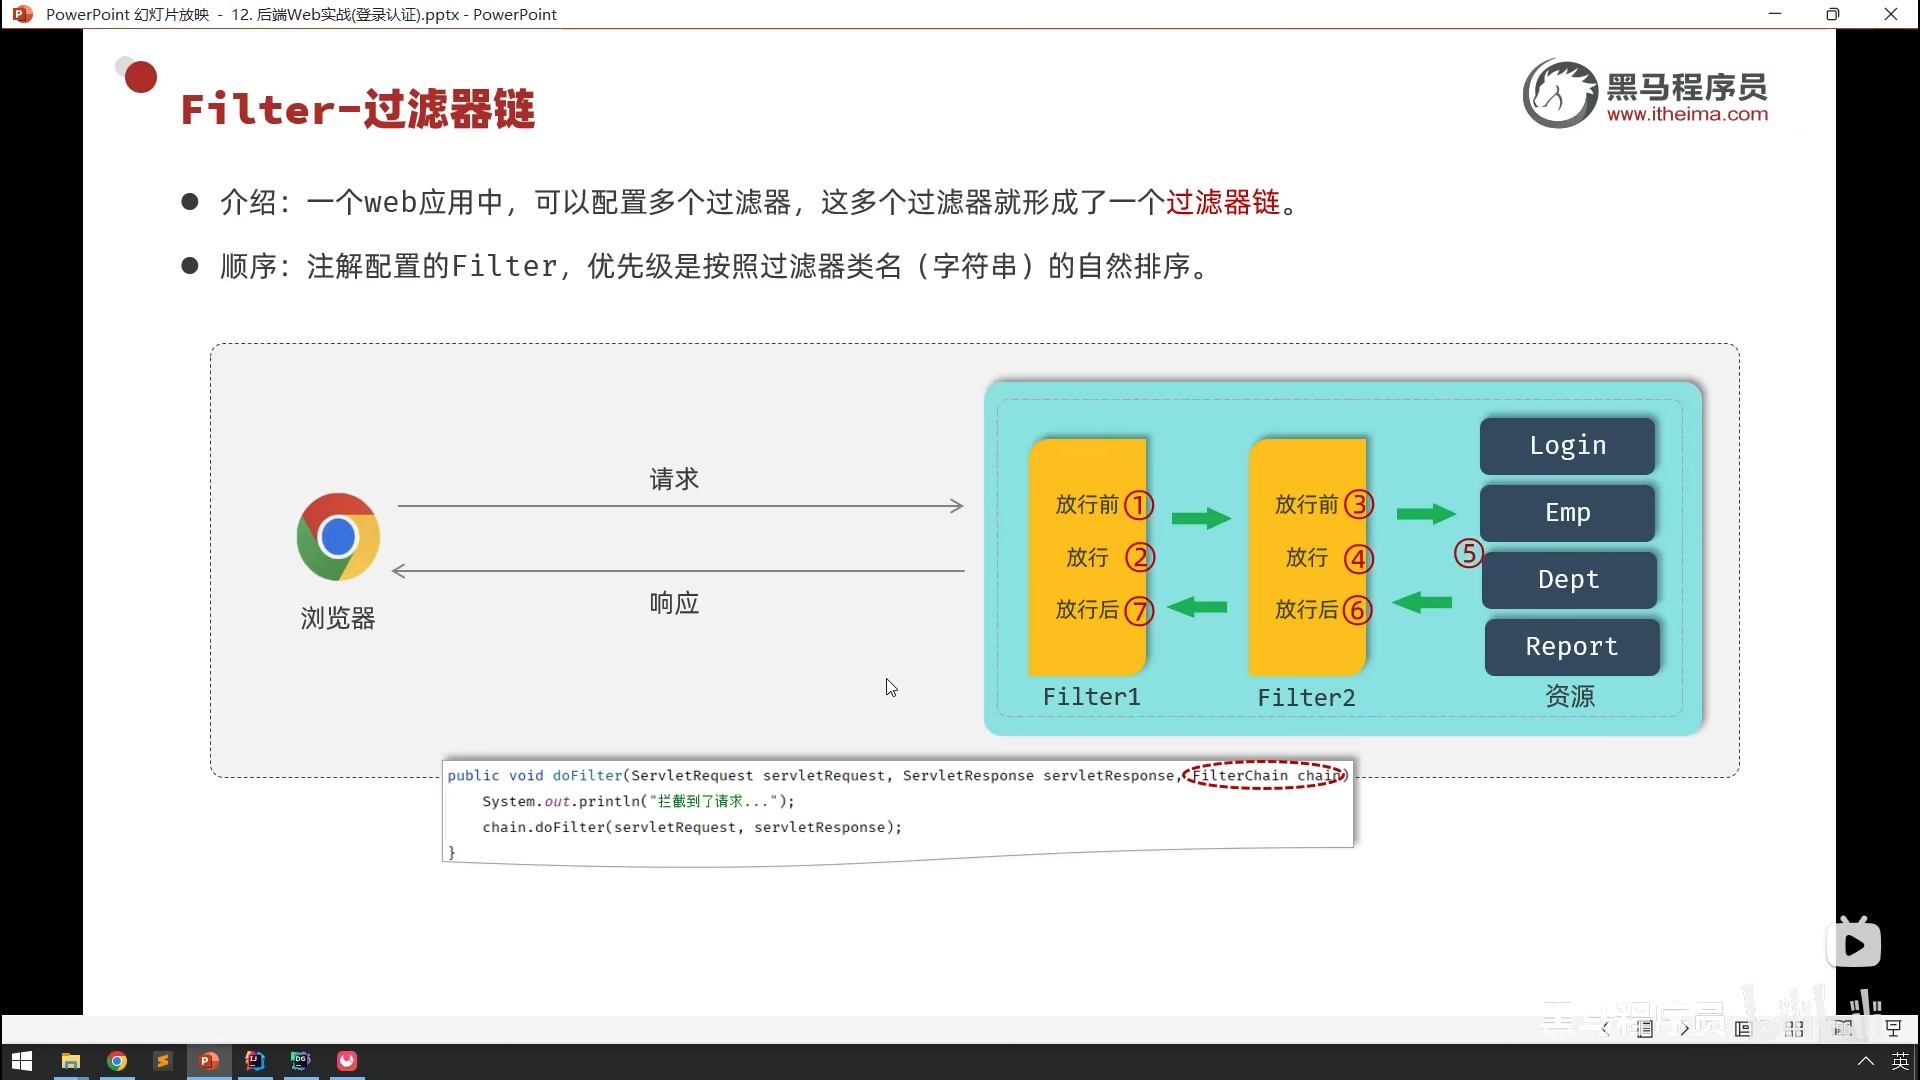 PowerPoint 幻灯片放映 - 12. 后端Web实战(登录认证).pptx - PowerPoint
Filter-过滤器链
黑马程序员
www.itheima.com
介绍：一个web应用中，可以配置多个过滤器，这多个过滤器就形成了一个过滤器链。
顺序：注解配置的Filter，优先级是按照过滤器类名（字符串）的自然排序。
浏览器
请求
响应
放行前 ①
放行 ②
放行后 ⑦
Filter1
放行前 ③
放行 ④
放行后 ⑥
Filter2
⑤
Login
Emp
Dept
Report
资源
public void doFilter(ServletRequest servletRequest, ServletResponse servletResponse, FilterChain chain)
System.out.println("拦截到了请求...");
chain.doFilter(servletRequest, servletResponse);
}
黑马程序员
英